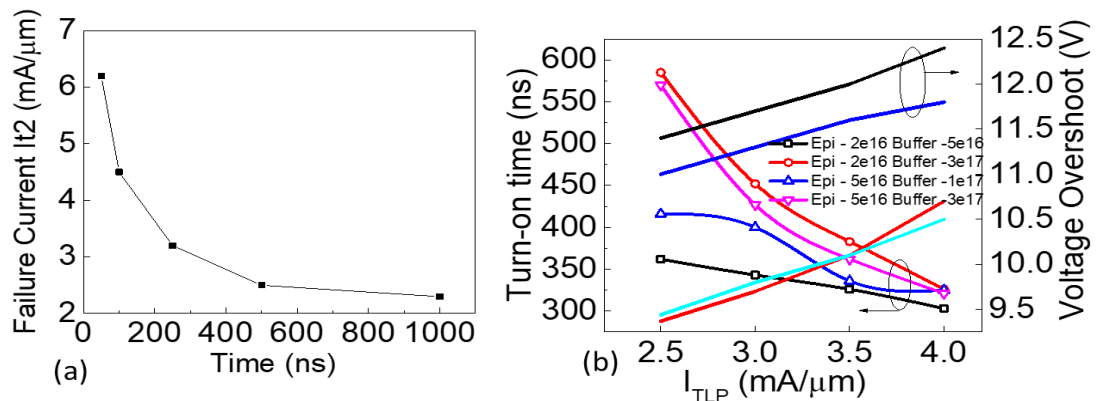 7
6
5
4
3
2
Failure Current It2 (mA/μm)
0 200 400 600 800 1000
Time (ns)
(a)
600
550
500
450
400
350
300
Turn-on time (ns)
12.5
12.0
11.5
11.0
10.5
10.0
9.5
Voltage Overshoot (V)
Epi - 2e16 Buffer -5e16
Epi - 2e16 Buffer -3e17
Epi - 5e16 Buffer -1e17
Epi - 5e16 Buffer -3e17
2.5 3.0 3.5 4.0
I_TLP (mA/μm)
(b)